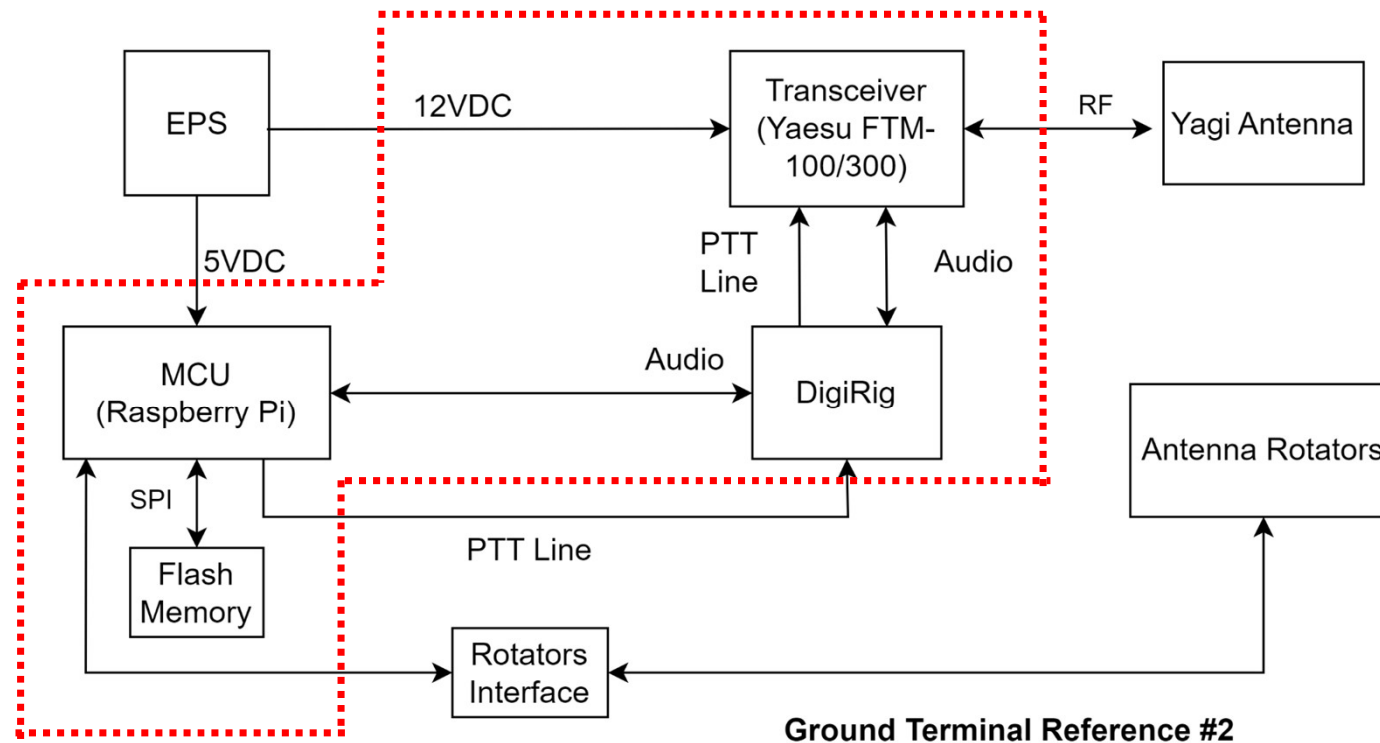 EPS
12VDC
Transceiver
(Yaesu FTM-
100/300)
RF
Yagi Antenna
5VDC
PTT
Line
Audio
MCU
(Raspberry Pi)
Audio
DigiRig
Antenna Rotators
SPI
PTT Line
Flash
Memory
Rotators
Interface
Ground Terminal Reference #2